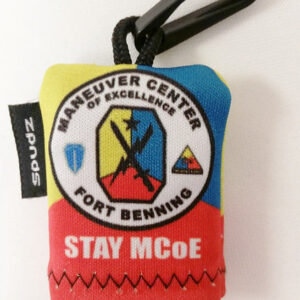 MANEUVER CENTER
OF EXCELLENCE
FORT BENNING
STAY MCoE
spudz